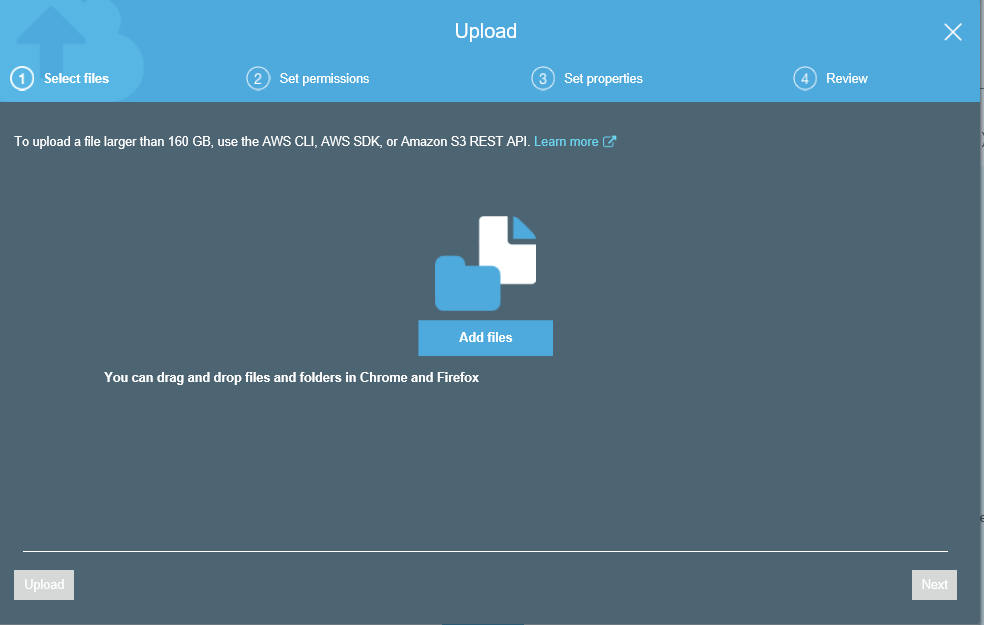 Upload
1 Select files
2 Set permissions
3 Set properties
4 Review
To upload a file larger than 160 GB, use the AWS CLI, AWS SDK, or Amazon S3 REST API. Learn more
Add files
You can drag and drop files and folders in Chrome and Firefox
Upload
Next